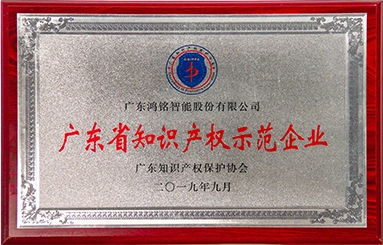 广东鸿铭智能股份有限公司
广东省知识产权示范企业
广东知识产权保护协会
二〇一九年九月